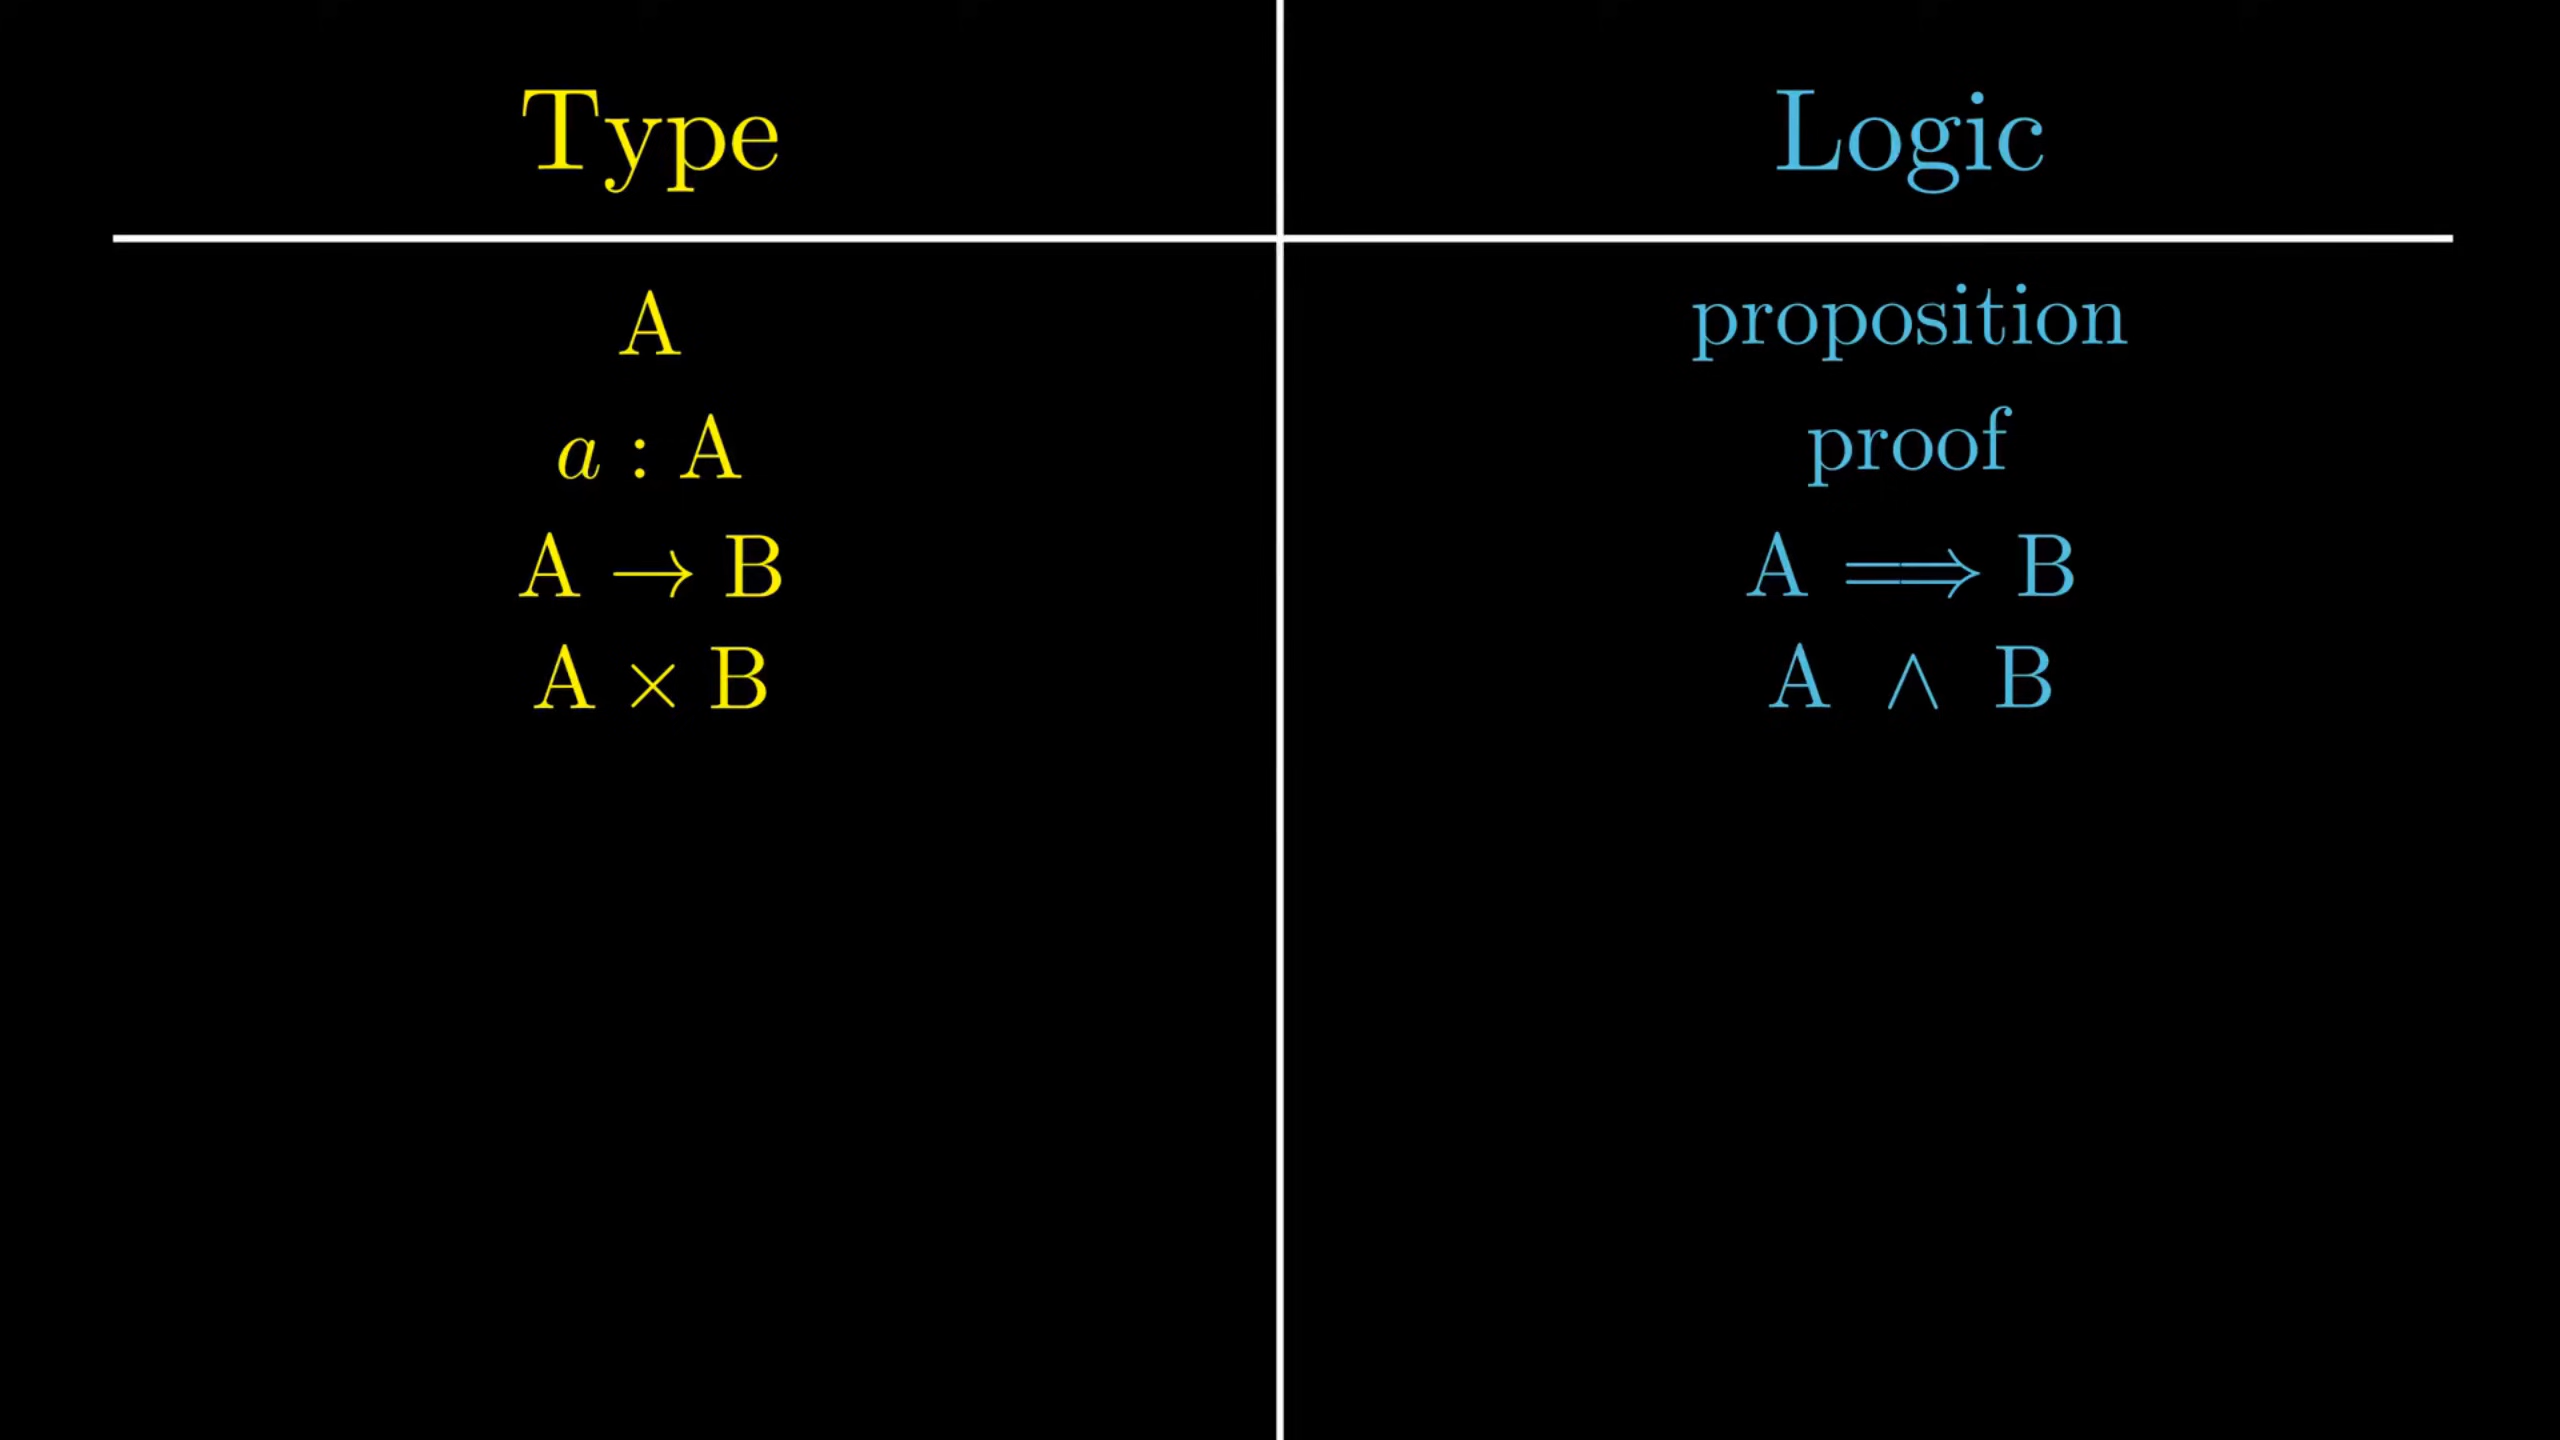 Type Logic
A proposition
a : A proof
A → B A ⟹ B
A × B A ∧ B